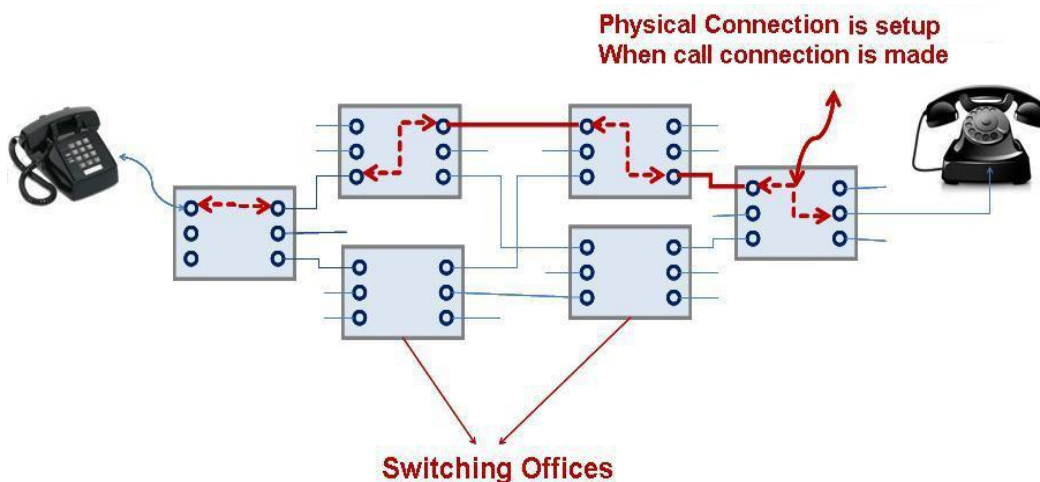 Physical Connection is setup
When call connection is made
Switching Offices